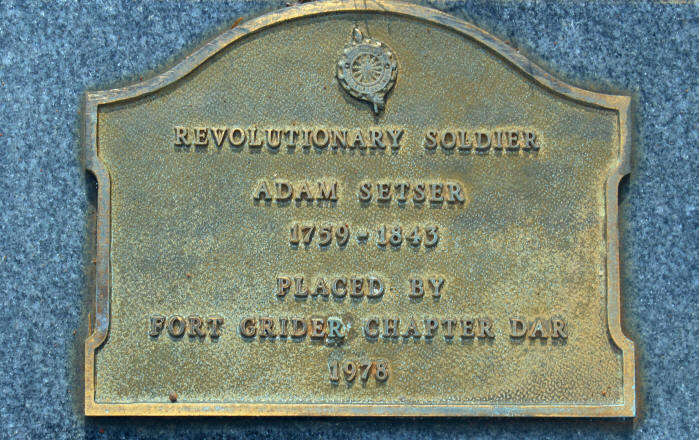 REVOLUTIONARY SOLDIER
ADAM SETSER
1759-1843
PLACED BY
FORT GRIDER CHAPTER DAR
1978